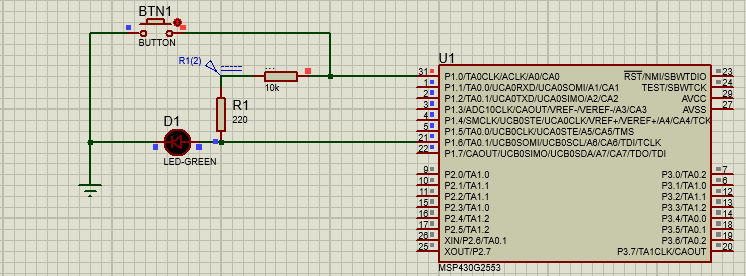 BTN1
BUTTON
R1(2)
...
10k
R1
220
D1
LED-GREEN
U1
31 P1.0/TA0CLK/ACLK/A0/CA0
1 P1.1/TA0.0/UCA0RXD/UCA0SOMI/A1/CA1
2 P1.2/TA0.1/UCA0TXD/UCA0SIMO/A2/CA2
3 P1.3/ADC10CLK/CAOUT/VREF-/VEREF-/A3/CA3
4 P1.4/SMCLK/UCB0STE/UCA0CLK/VREF+/VEREF+/A4/CA4/TCK
5 P1.5/TA0.0/UCB0CLK/UCA0STE/A5/CA5/TMS
21 P1.6/TA0.1/UCB0SOMI/UCB0SCL/A6/CA6/TDI/TCLK
22 P1.7/CAOUT/UCB0SIMO/UCB0SDA/A7/CA7/TDO/TDI
9 P2.0/TA1.0
10 P2.1/TA1.1
11 P2.2/TA1.1
15 P2.3/TA1.0
16 P2.4/TA1.2
17 P2.5/TA1.2
26 XIN/P2.6/TA0.1
25 XOUT/P2.7
RST/NMI/SBWTDIO 23
TEST/SBWTCK 24
AVCC 29
AVSS 27
P3.0/TA0.2 7
P3.1/TA1.0 6
P3.2/TA1.1 12
P3.3/TA1.2 13
P3.4/TA0.0 14
P3.5/TA0.1 18
P3.6/TA0.2 19
P3.7/TA1CLK/CAOUT 20
MSP430G2553